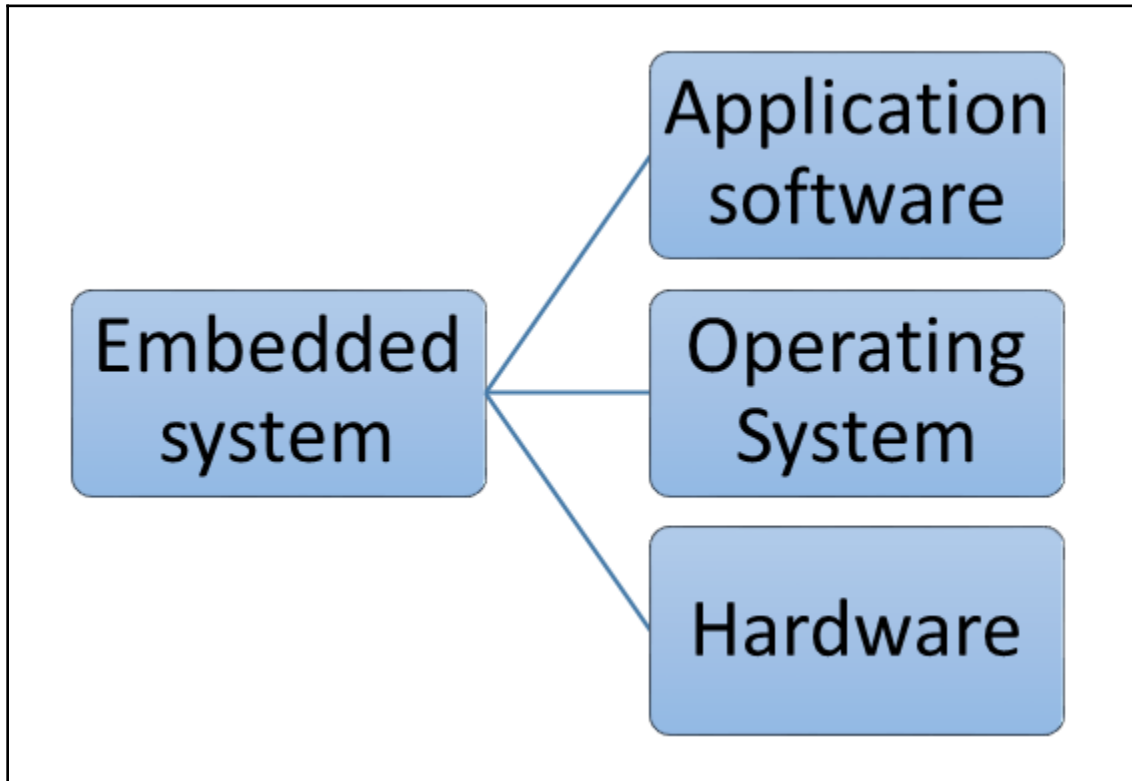 Embedded
system
Application
software
Operating
System
Hardware